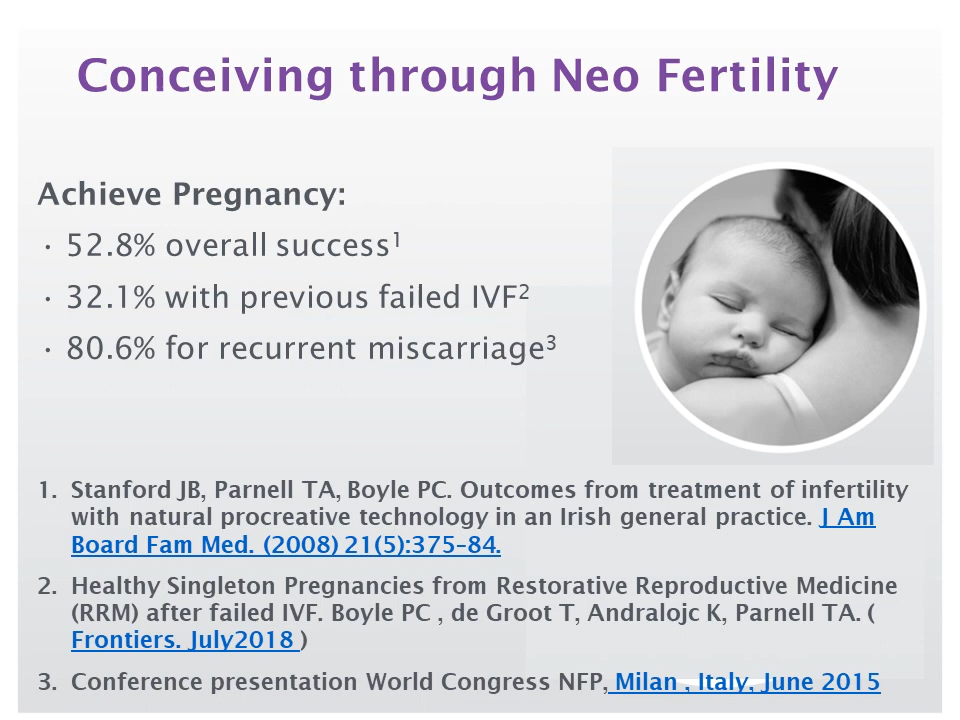 Conceiving through Neo Fertility
Achieve Pregnancy:
• 52.8% overall success1
• 32.1% with previous failed IVF2
• 80.6% for recurrent miscarriage3
1. Stanford JB, Parnell TA, Boyle PC. Outcomes from treatment of infertility
with natural procreative technology in an Irish general practice. J Am
Board Fam Med. (2008) 21(5):375–84.
2. Healthy Singleton Pregnancies from Restorative Reproductive Medicine
(RRM) after failed IVF. Boyle PC , de Groot T, Andralojc K, Parnell TA. (
Frontiers. July2018 )
3. Conference presentation World Congress NFP, Milan , Italy, June 2015